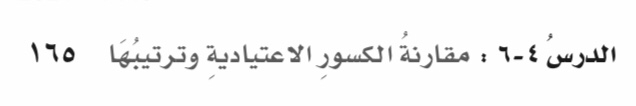 الدرسُ ٤-٦ : مقارنةُ الكسورِ الاعتياديةِ وترتيبُهَا ١٦٥